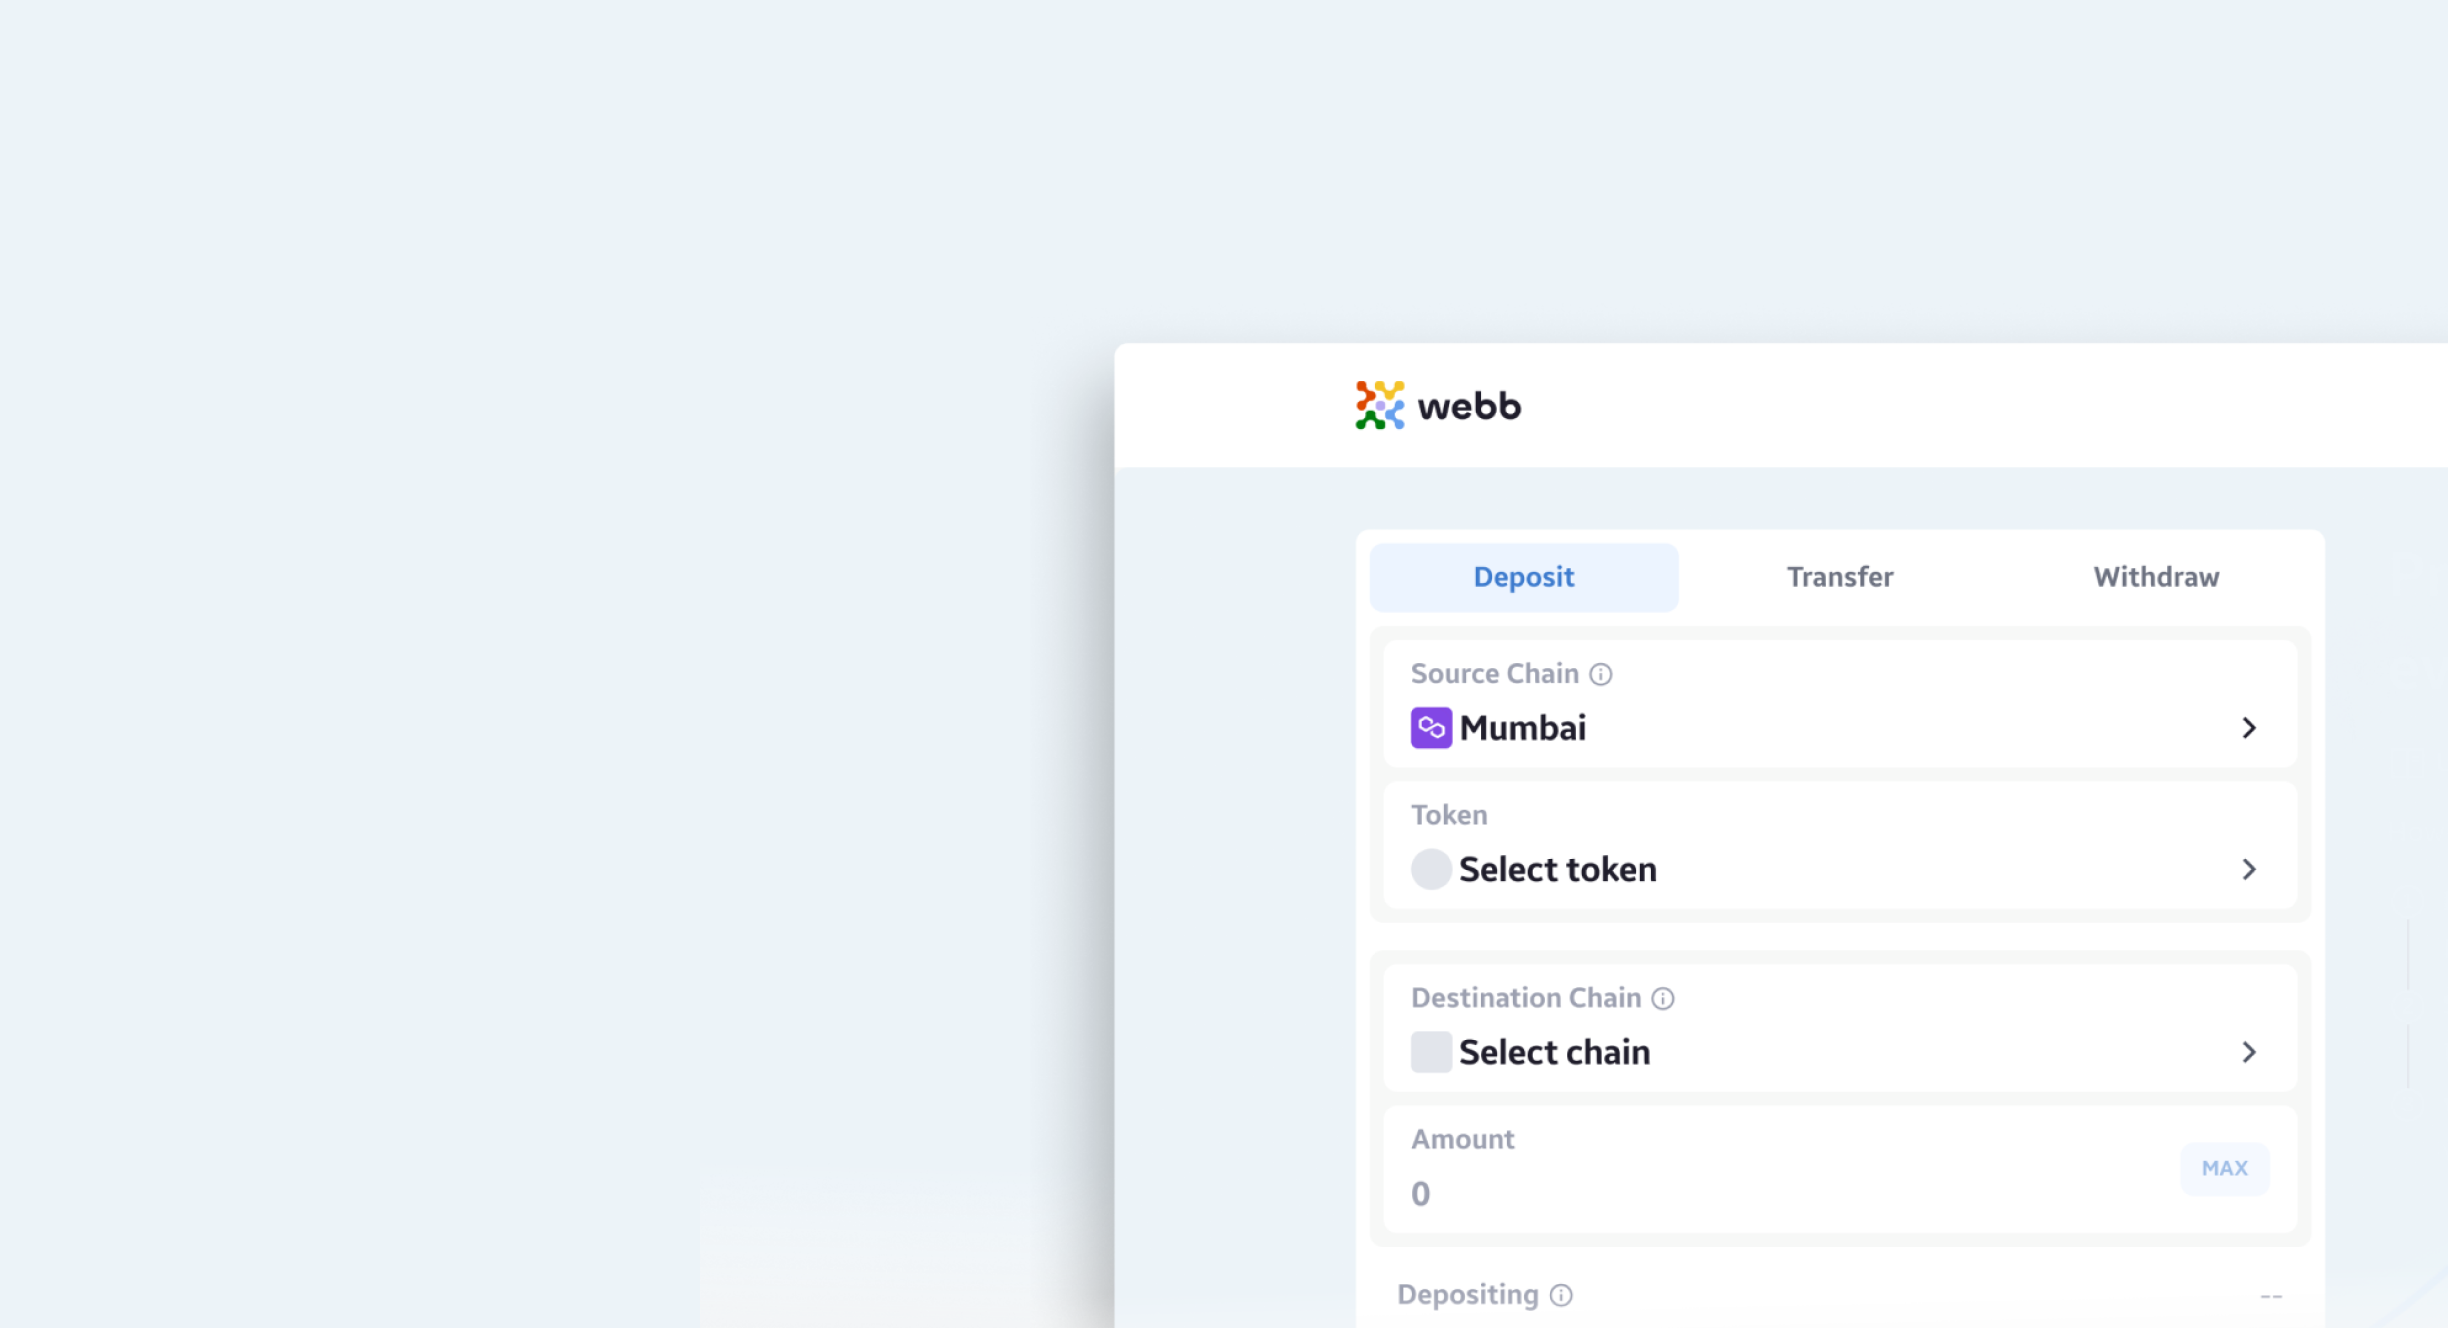 webb
Deposit Transfer Withdraw
Source Chain
Mumbai
Token
Select token
Destination Chain
Select chain
Amount
MAX
0
Depositing --